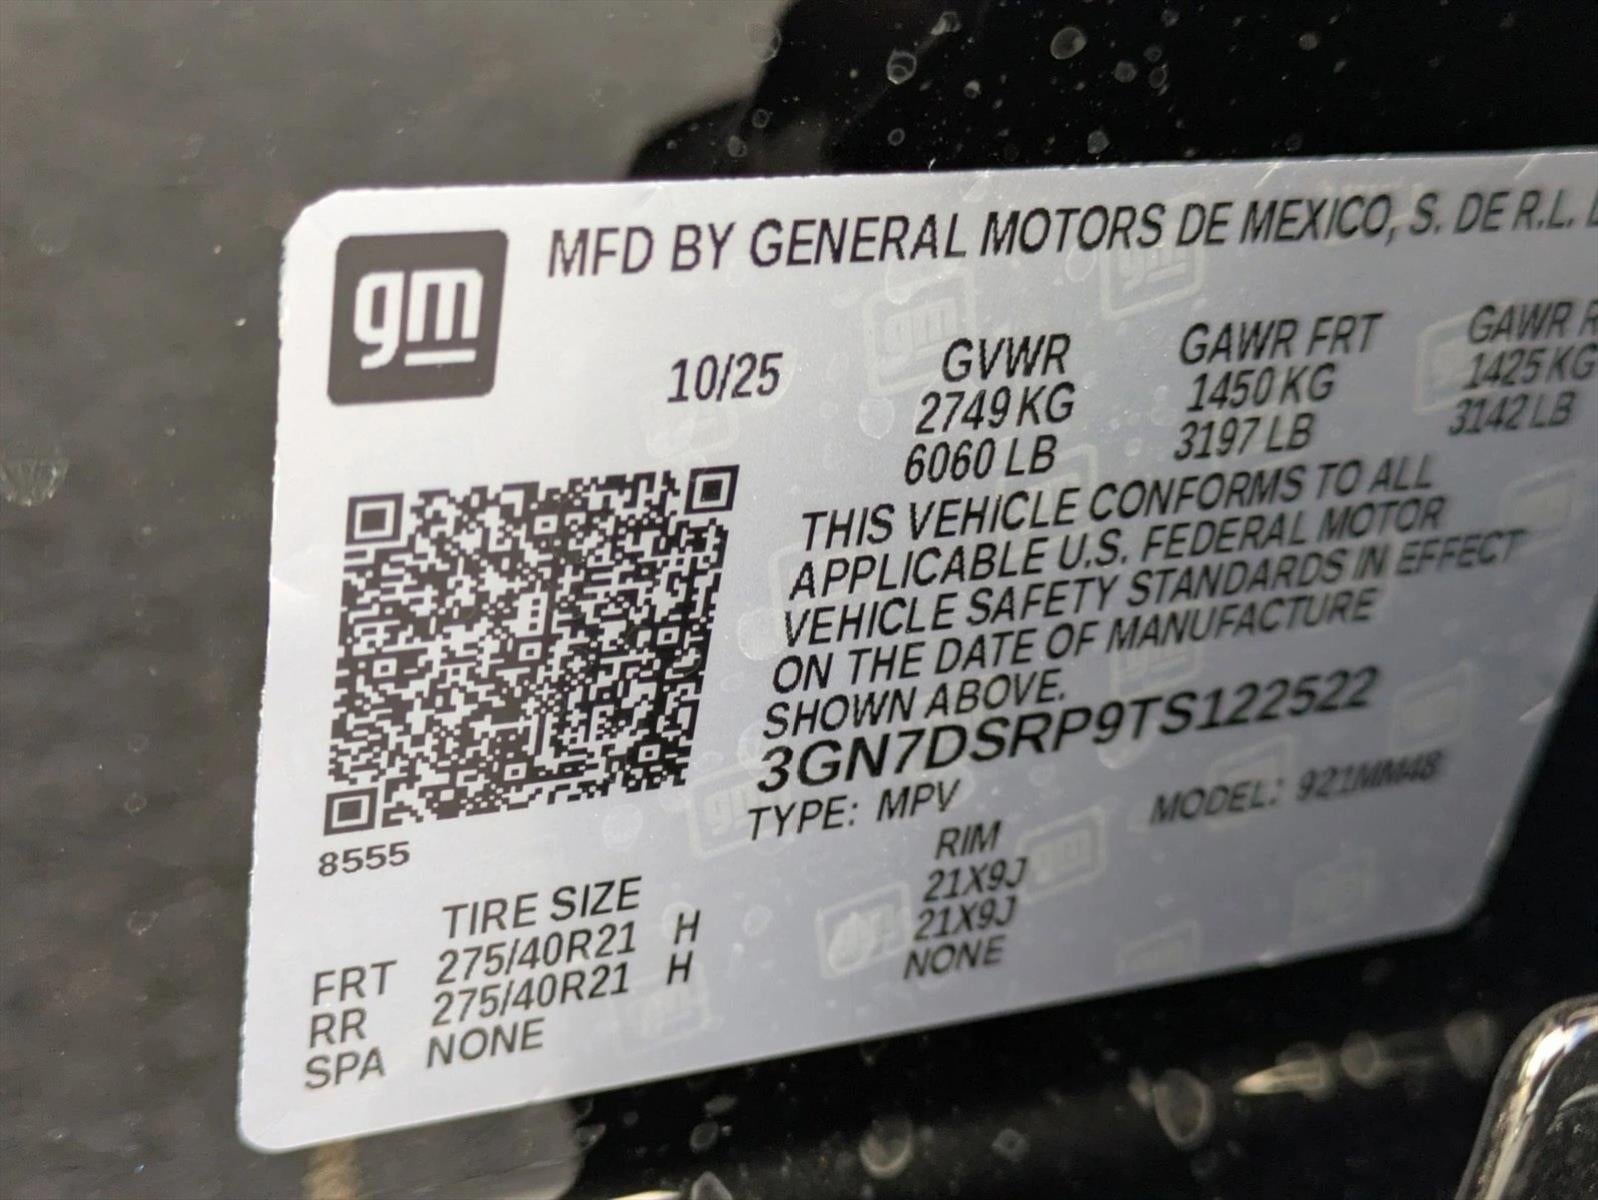 gm
MFD BY GENERAL MOTORS DE MEXICO, S. DE R.L.
10/25
GVWR GAWR FRT GAWR
2749 KG 1450 KG 1425 KG
6060 LB 3197 LB 3142 LB
THIS VEHICLE CONFORMS TO ALL
APPLICABLE U.S. FEDERAL MOTOR
VEHICLE SAFETY STANDARDS IN EFFECT
ON THE DATE OF MANUFACTURE
SHOWN ABOVE.
3GN7DSRP9TS122522
TYPE: MPV MODEL: 921MM48
8555
TIRE SIZE RIM
FRT 275/40R21 H 21X9J
RR 275/40R21 H 21X9J
SPA NONE NONE